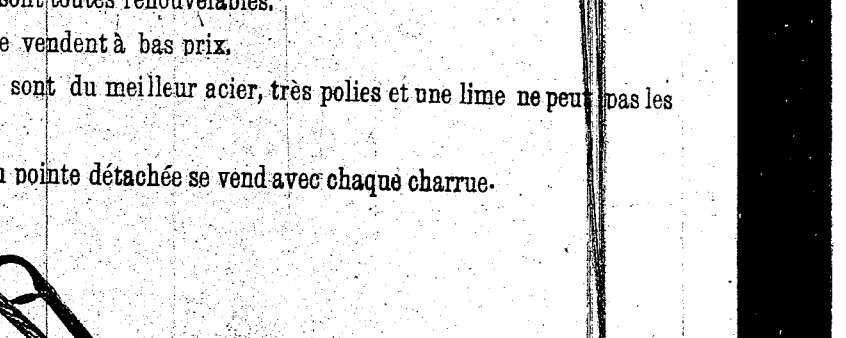 sont toutes renouvelables.
e vendent à bas prix.
sont du meilleur acier, très polies et une lime ne peut pas les
pointe détachée se vend avec chaque charrue.